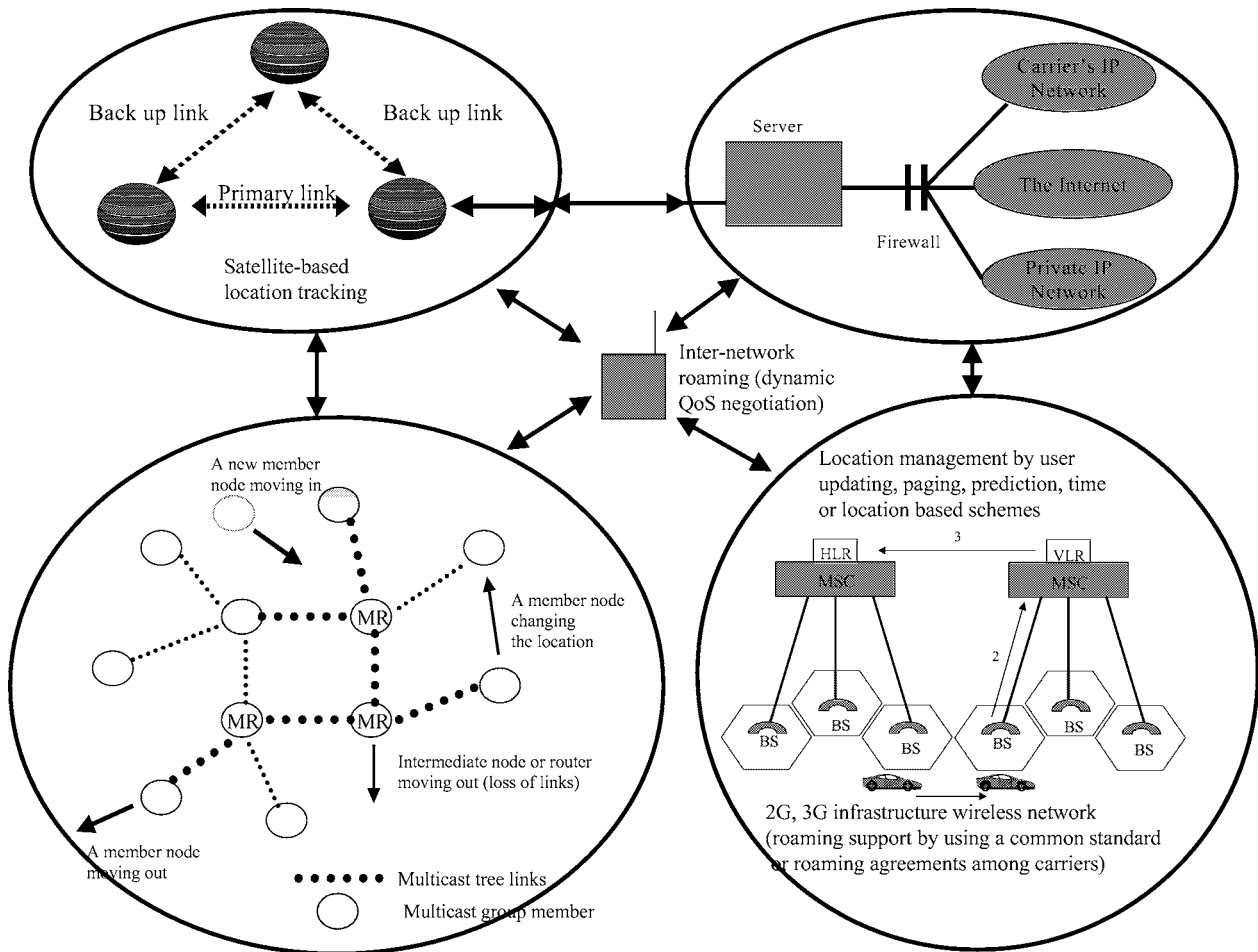 Back up link
Back up link
Primary link
Satellite-based
location tracking
Server
Firewall
Carrier's IP
Network
The Internet
Private IP
Network
Inter-network
roaming (dynamic
QoS negotiation)
A new member
node moving in
MR
A member node
changing
the location
MR
MR
Intermediate node or router
moving out (loss of links)
A member node
moving out
Multicast tree links
Multicast group member
Location management by user
updating, paging, prediction, time
or location based schemes
HLR
3
VLR
MSC
MSC
2
BS
BS
BS
BS
BS
BS
2G, 3G infrastructure wireless network
(roaming support by using a common standard
or roaming agreements among carriers)